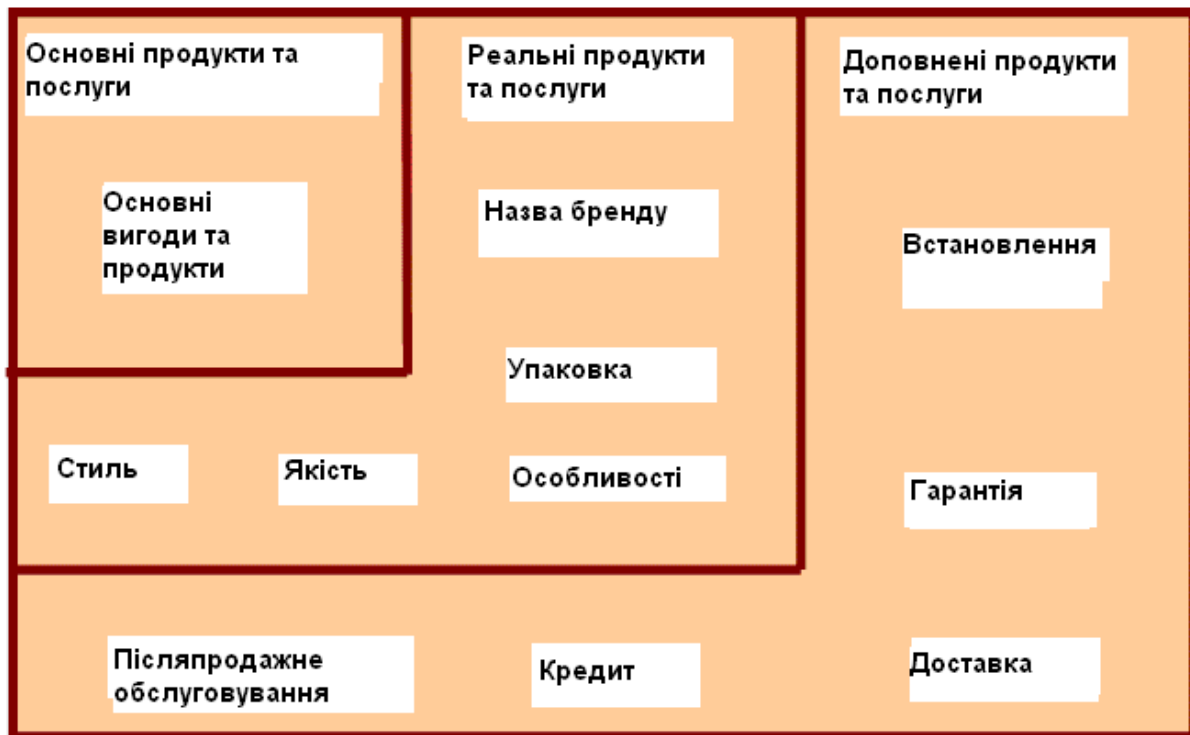 Основні продукти та
послуги
Реальні продукти
та послуги
Доповнені продукти
та послуги
Основні
вигоди та
продукти
Назва бренду
Встановлення
Упаковка
Стиль
Якість
Особливості
Гарантія
Післяпродажне
обслуговування
Кредит
Доставка